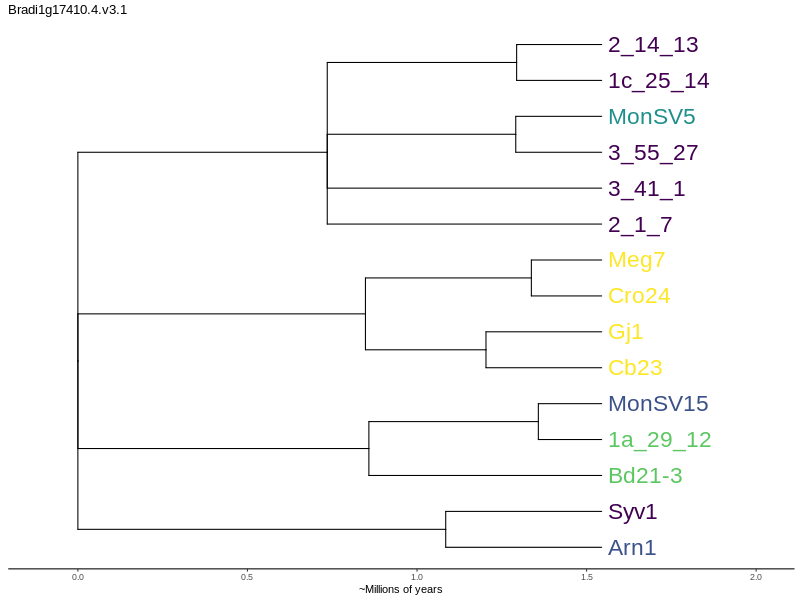 Bradi1g17410.4.v3.1
2_14_13
1c_25_14
MonSV5
3_55_27
3_41_1
2_1_7
Meg7
Cro24
Gj1
Cb23
MonSV15
1a_29_12
Bd21-3
Syv1
Arn1
0.0 0.5 1.0 1.5 2.0
~Millions of years